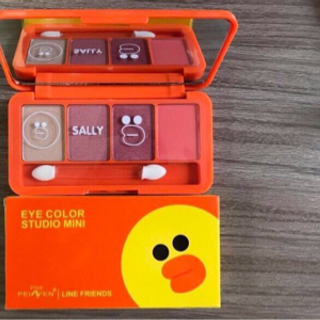 SALLY
EYE COLOR
STUDIO MINI
LINE FRIENDS